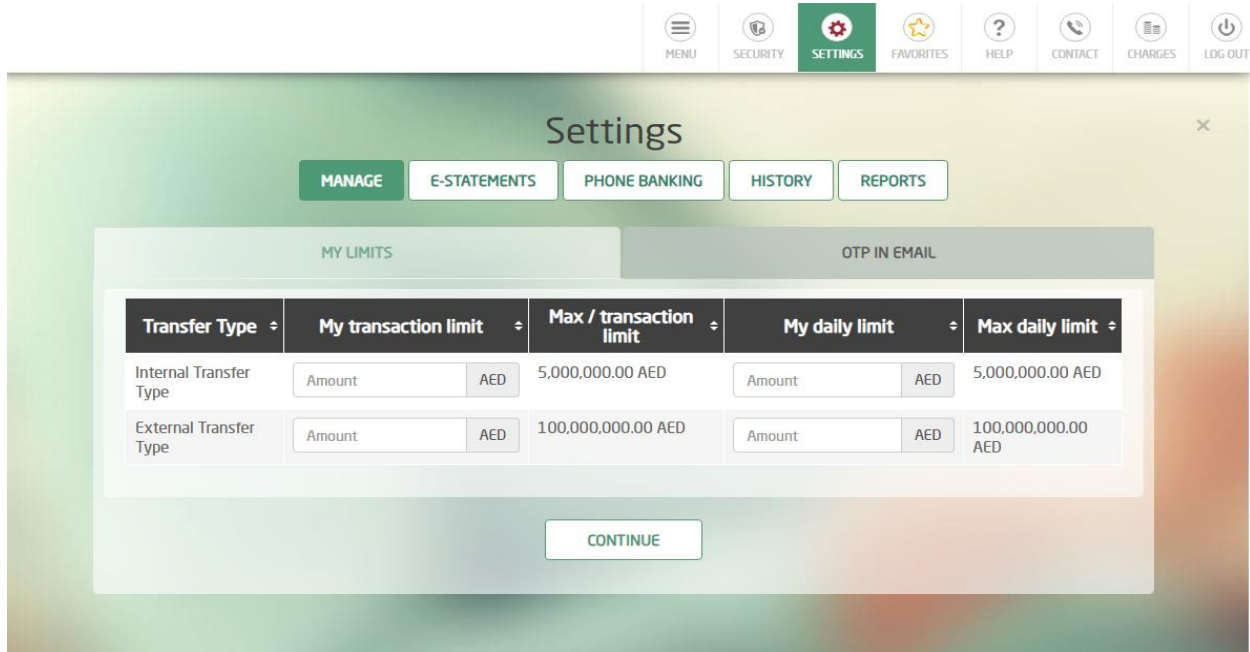 MENU
SECURITY
SETTINGS
FAVORITES
HELP
CONTACT
CHARGES
LOG OUT
Settings
×
MANAGE
E-STATEMENTS
PHONE BANKING
HISTORY
REPORTS
MY LIMITS
OTP IN EMAIL
Transfer Type
My transaction limit
Max / transaction
limit
My daily limit
Max daily limit
Internal Transfer
Type
Amount
AED
5,000,000.00 AED
Amount
AED
5,000,000.00 AED
External Transfer
Type
Amount
AED
100,000,000.00 AED
Amount
AED
100,000,000.00
AED
CONTINUE